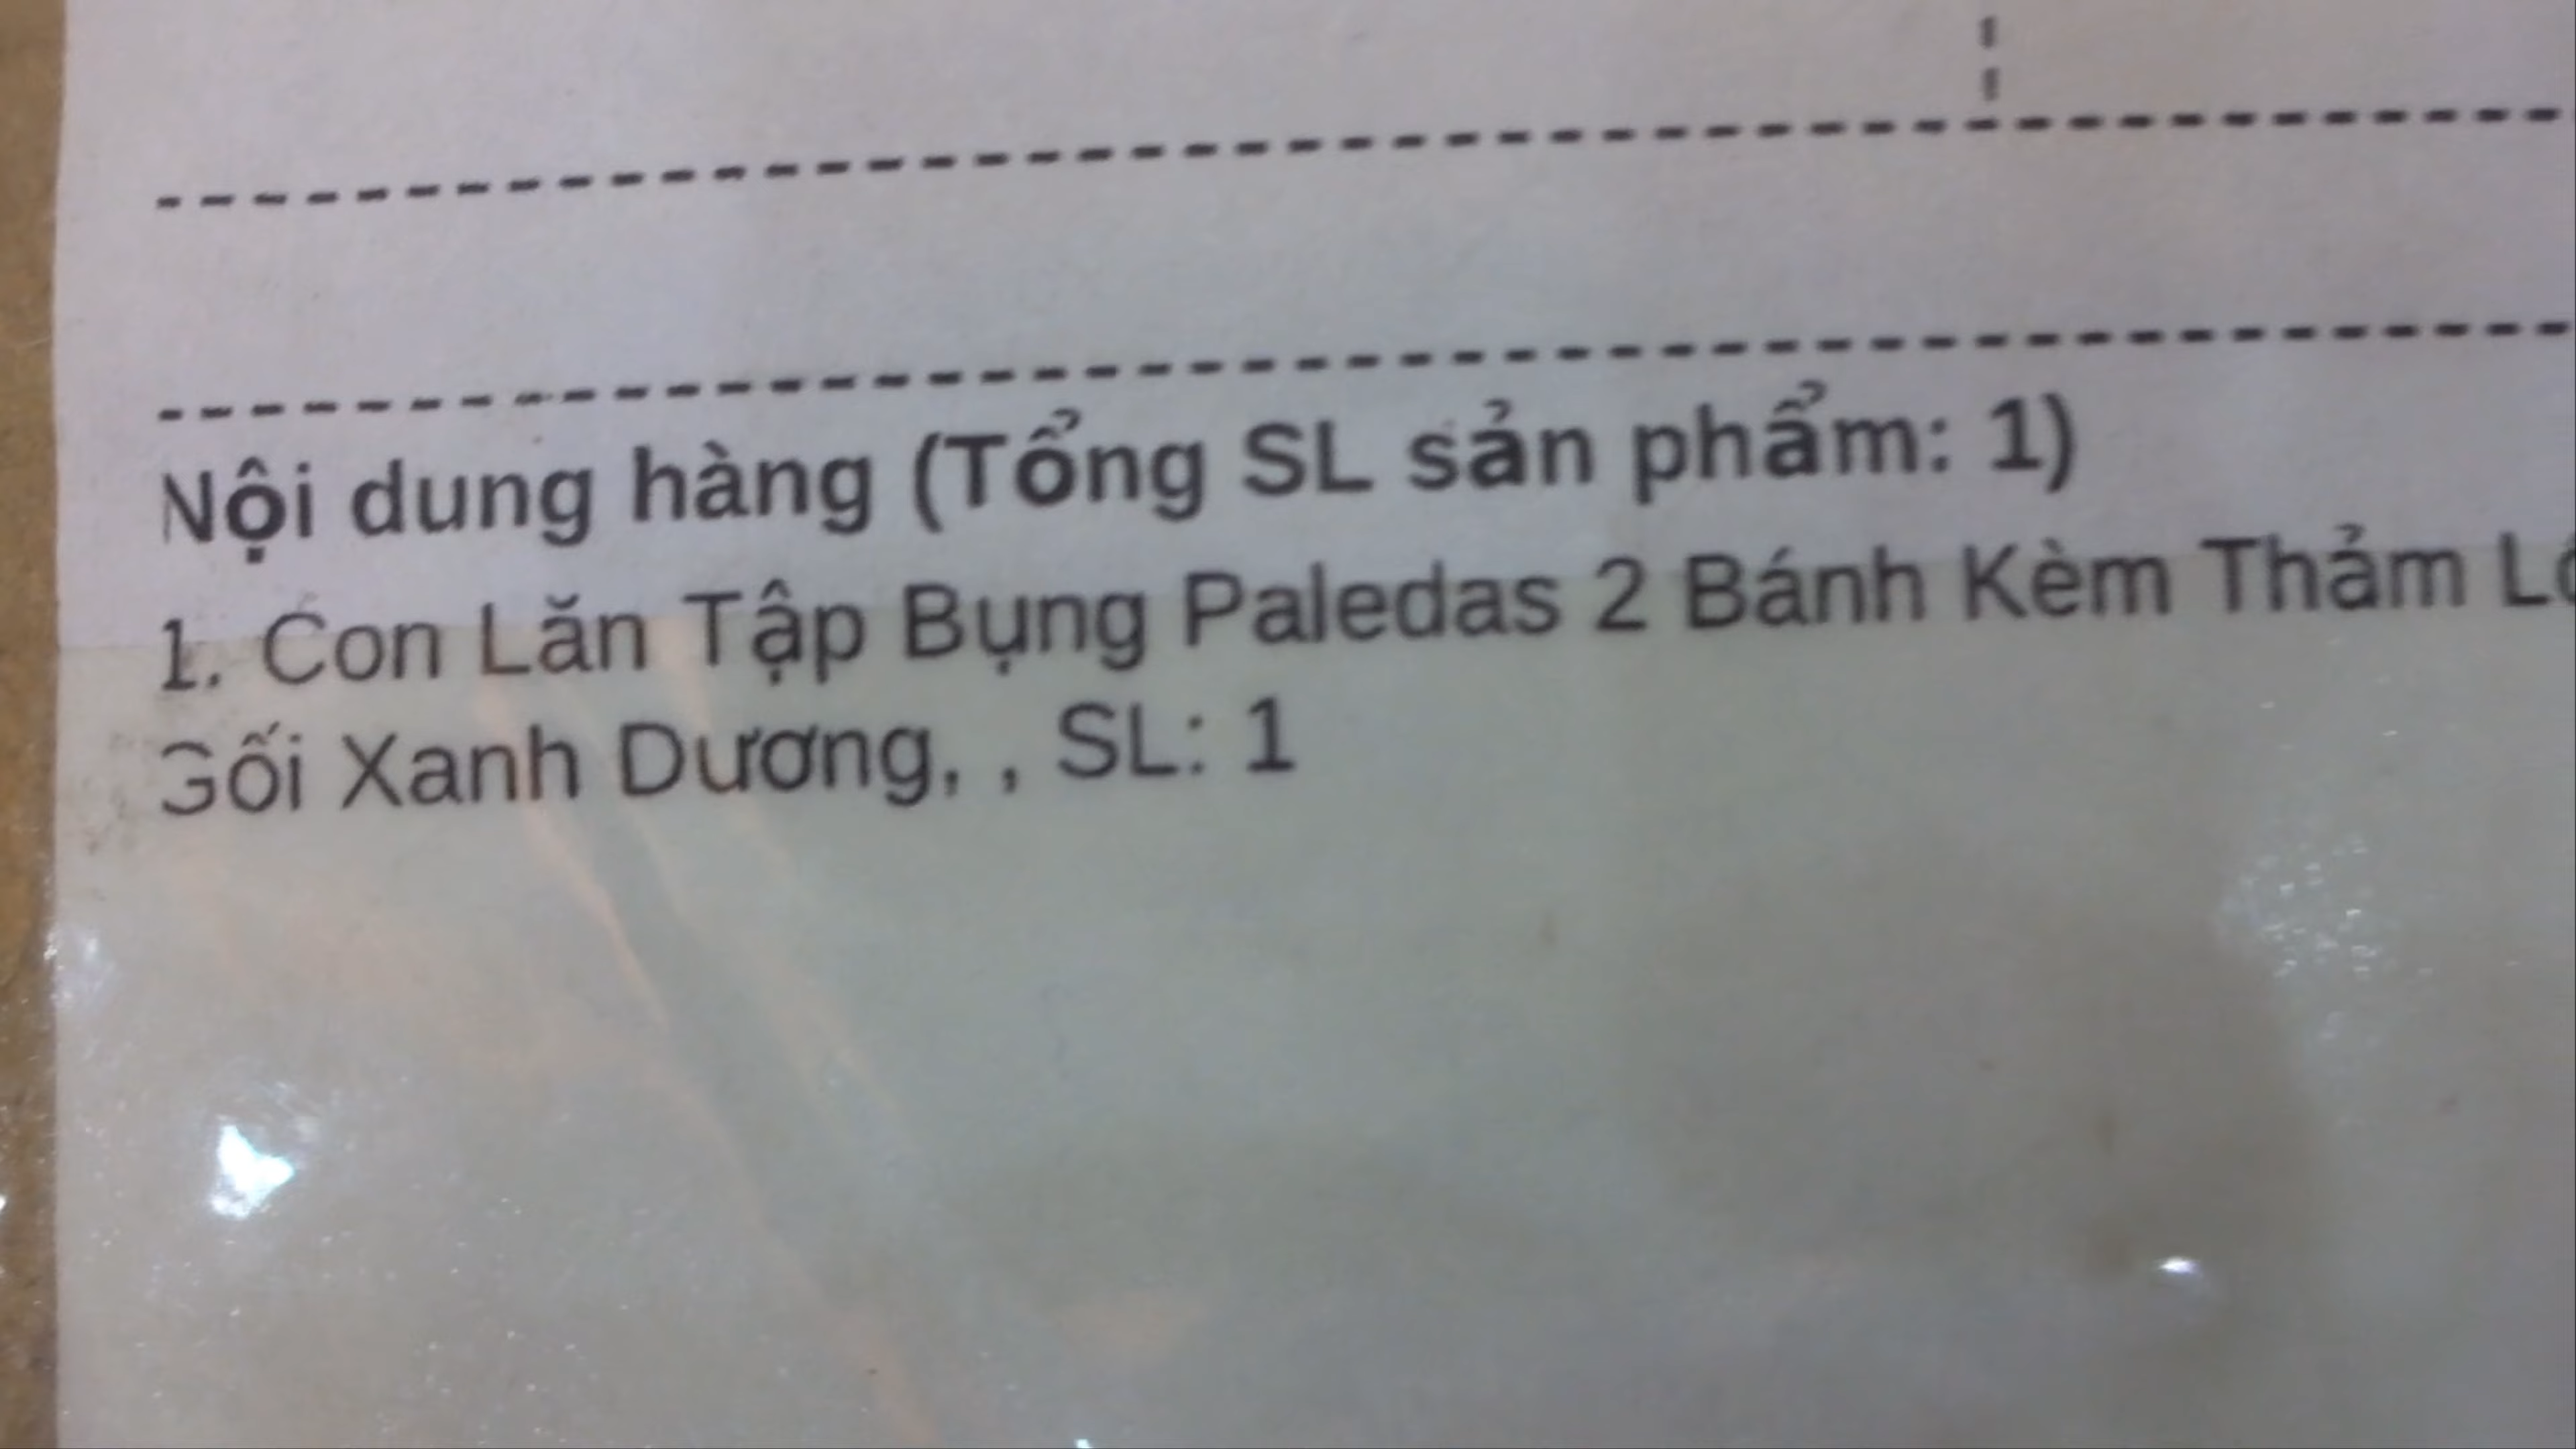 Nội dung hàng (Tổng SL sản phẩm: 1)
1. Con Lăn Tập Bụng Paledas 2 Bánh Kèm Thảm
Gối Xanh Dương, , SL: 1